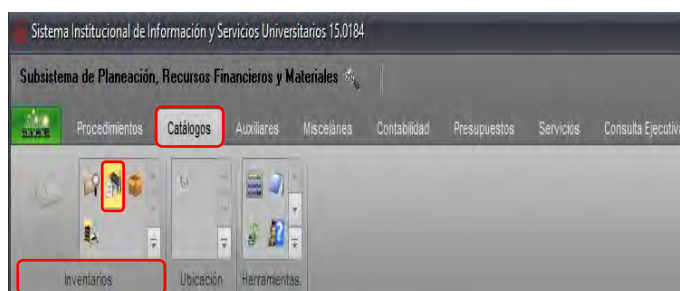 Sistema Institucional de Información y Servicios Universitarios 15.0184
Subsistema de Planeación, Recursos Financieros y Materiales
Procedimientos Catálogos Auxiliares Miscelánea Contabilidad Presupuestos Servicios Consulta Ejecutiva
Inventarios Ubicación Herramientas.